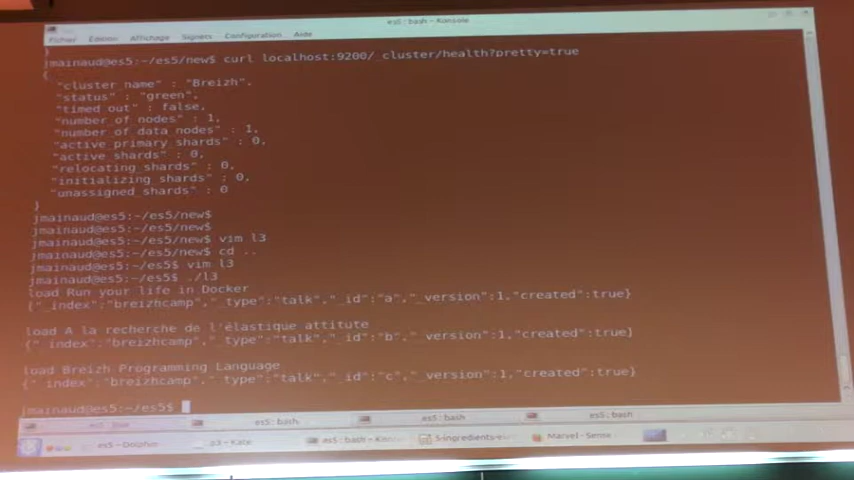 es5 : bash - Konsole
Fichier Édition Affichage Signets Configuration Aide
}
jmainaud@es5:~/es5/new$ curl localhost:9200/_cluster/health?pretty=true
{
"cluster_name" : "Breizh",
"status" : "green",
"timed_out" : false,
"number_of_nodes" : 1,
"number_of_data_nodes" : 1,
"active_primary_shards" : 0,
"active_shards" : 0,
"relocating_shards" : 0,
"initializing_shards" : 0,
"unassigned_shards" : 0
}
jmainaud@es5:~/es5/new$
jmainaud@es5:~/es5/new$
jmainaud@es5:~/es5/new$ vim l3
jmainaud@es5:~/es5/new$ cd ..
jmainaud@es5:~/es5$ vim l3
jmainaud@es5:~/es5$ ./l3
load Run your life in Docker
{"_index":"breizhcamp","_type":"talk","_id":"a","_version":1,"created":true}
load A la recherche de l'élastique attitute
{"_index":"breizhcamp","_type":"talk","_id":"b","_version":1,"created":true}
load Breizh Programming Language
{"_index":"breizhcamp","_type":"talk","_id":"c","_version":1,"created":true}
jmainaud@es5:~/es5$
es5 : bash es5 : bash es5 : bash
es5 – Dolphin p3 – Kate es5 : bash – Kons 5-ingredients-e Marvel - Sense